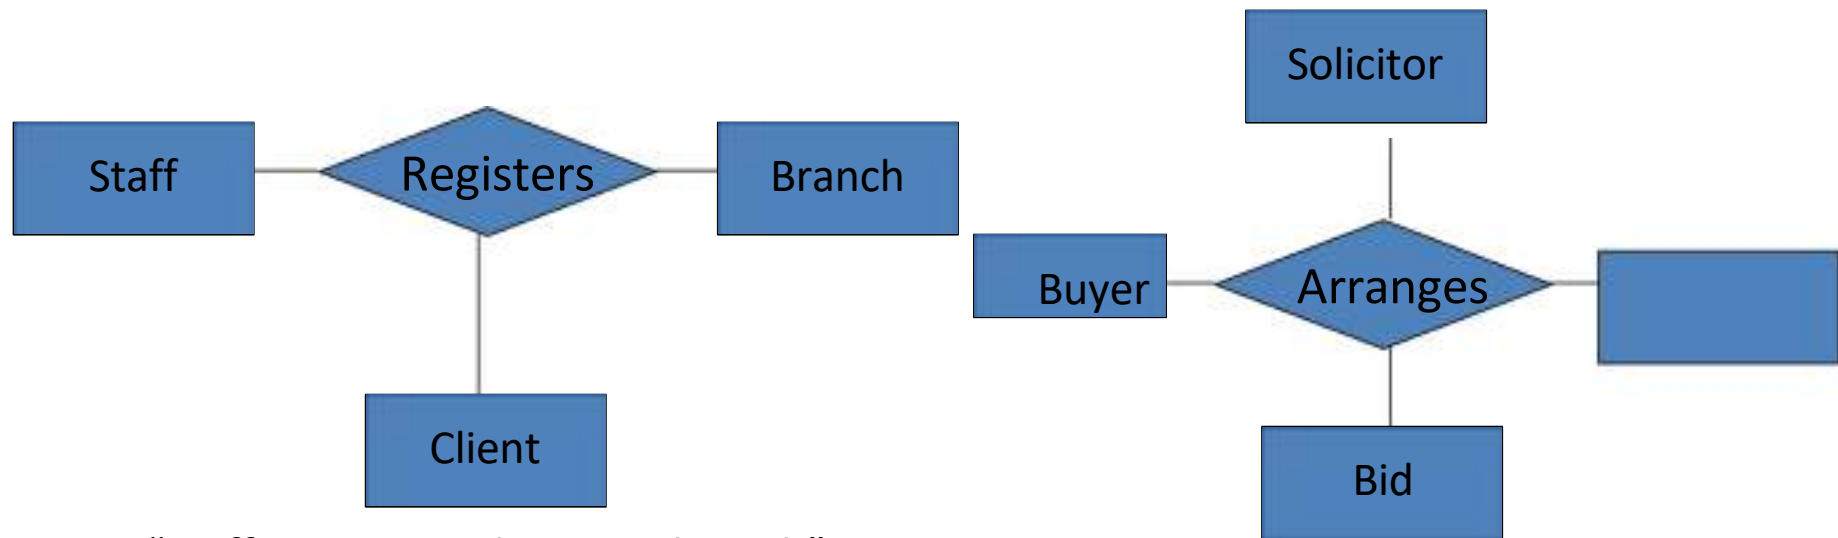 Solicitor
Staff
Registers
Branch
Buyer
Arranges
Client
Bid